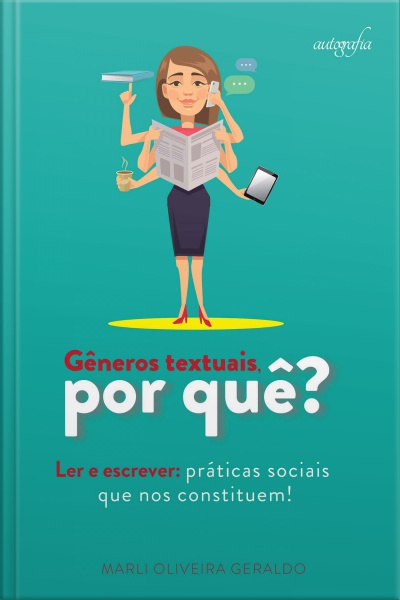 autografia
Gêneros textuais,
por quê?
Ler e escrever: práticas sociais
que nos constituem!
MARLI OLIVEIRA GERALDO